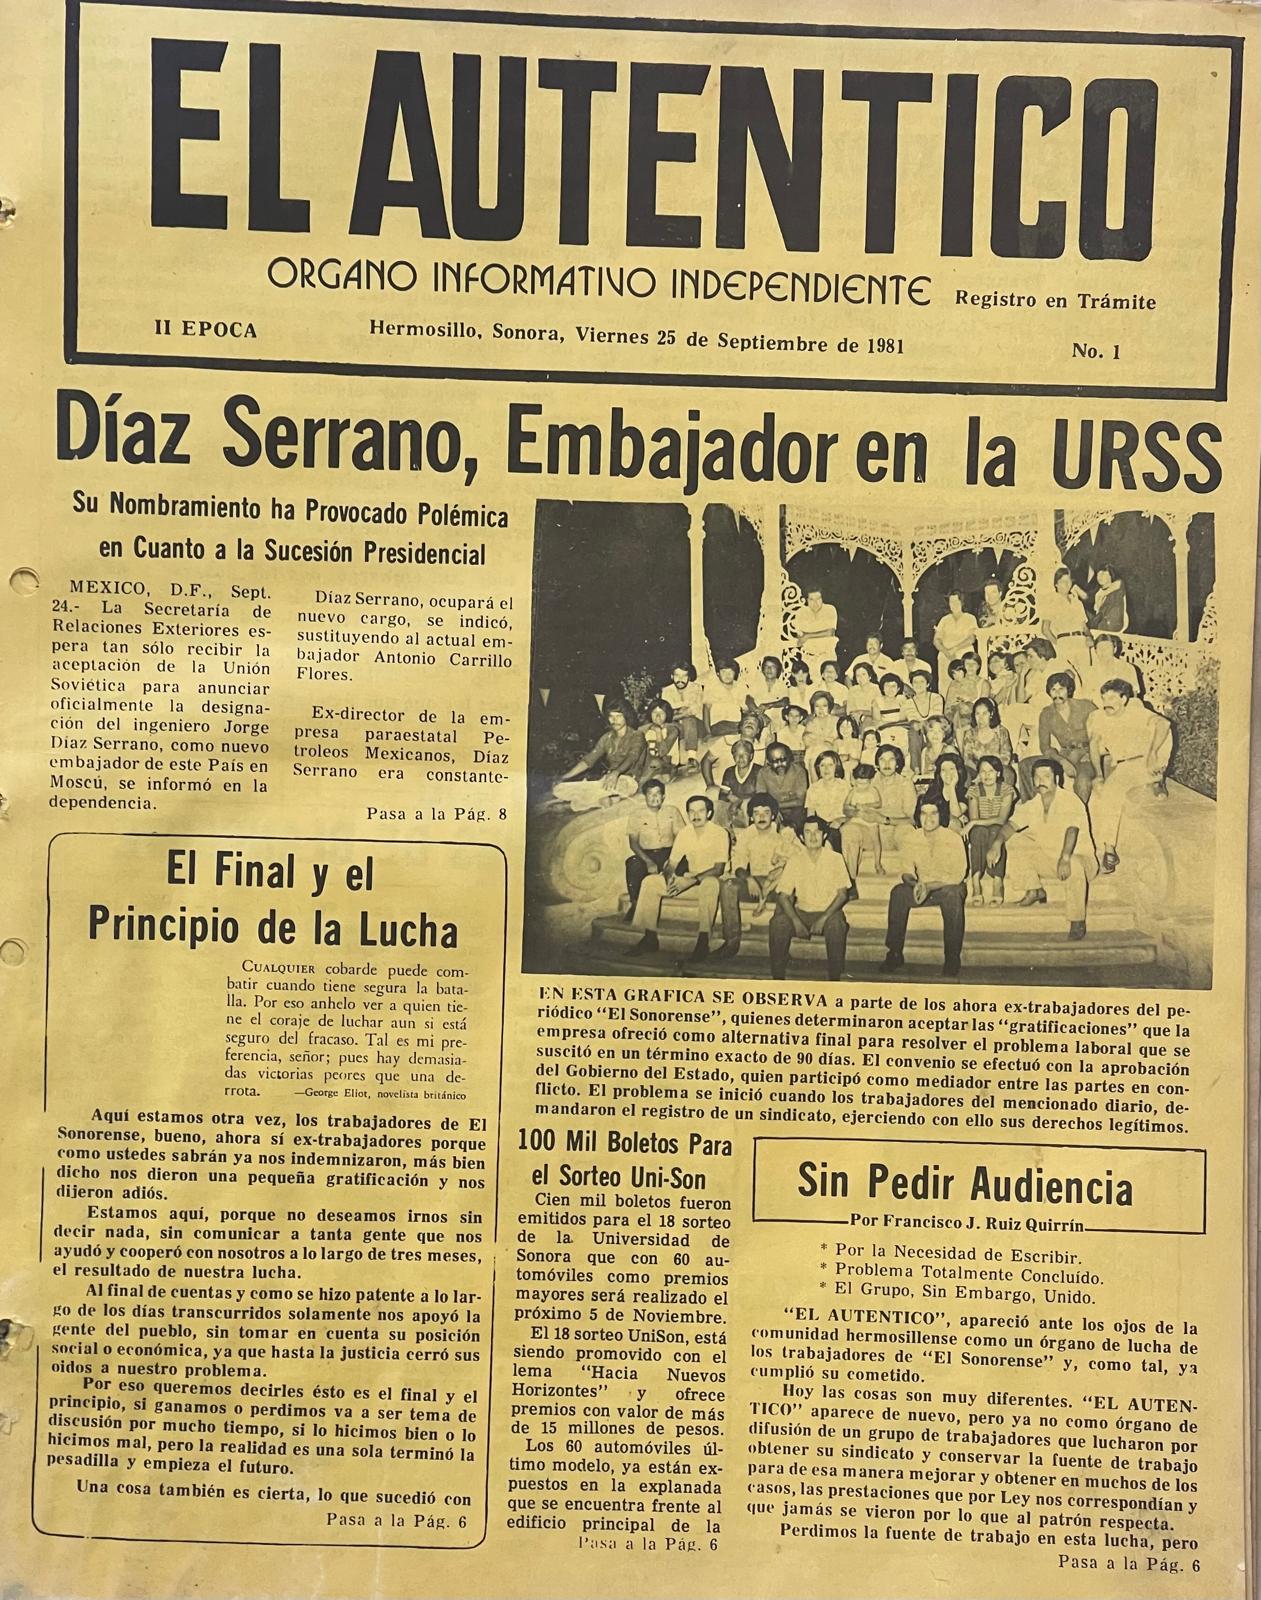 EL AUTENTICO
ORGANO INFORMATIVO INDEPENDIENTE
Registro en Trámite
II EPOCA
Hermosillo, Sonora, Viernes 25 de Septiembre de 1981
No. 1
Díaz Serrano, Embajador en la URSS
Su Nombramiento ha Provocado Polémica
en Cuanto a la Sucesión Presidencial
MEXICO, D.F., Sept.
24.- La Secretaría de
Relaciones Exteriores es-
pera tan sólo recibir la
aceptación de la Unión
Soviética para anunciar
oficialmente la designa-
ción del ingeniero Jorge
Díaz Serrano, como nuevo
embajador de este País en
Moscú, se informó en la
dependencia.
Díaz Serrano, ocupará el
nuevo cargo, se indicó,
sustituyendo al actual em-
bajador Antonio Carrillo
Flores.
Ex-director de la em-
presa paraestatal Pe-
troleos Mexicanos, Díaz
Serrano era constante-
Pasa a la Pág. 8
El Final y el
Principio de la Lucha
CUALQUIER cobarde puede com-
batir cuando tiene segura la bata-
lla. Por eso anhelo ver a quien tie-
ne el coraje de luchar aun si está
seguro del fracaso. Tal es mi pre-
ferencia, señor; pues hay demasia-
das victorias peores que una de-
rrota. —George Eliot, novelista británico
Aquí estamos otra vez, los trabajadores de El
Sonorense, bueno, ahora sí ex-trabajadores porque
como ustedes sabrán ya nos indemnizaron, más bien
dicho nos dieron una pequeña gratificación y nos
dijeron adiós.
Estamos aquí, porque no deseamos irnos sin
decir nada, sin comunicar a tanta gente que nos
ayudó y cooperó con nosotros a lo largo de tres meses,
el resultado de nuestra lucha.
Al final de cuentas y como se hizo patente a lo lar-
go de los días transcurridos solamente nos apoyó la
gente del pueblo, sin tomar en cuenta su posición
social o económica, ya que hasta la justicia cerró sus
oidos a nuestro problema.
Por eso queremos decirles ésto es el final y el
principio, si ganamos o perdimos va a ser tema de
discusión por mucho tiempo, si lo hicimos bien o lo
hicimos mal, pero la realidad es una sola terminó la
pesadilla y empieza el futuro.
Una cosa también es cierta, lo que sucedió con
Pasa a la Pág. 6
EN ESTA GRAFICA SE OBSERVA a parte de los ahora ex-trabajadores del pe-
riódico "El Sonorense", quienes determinaron aceptar las "gratificaciones" que la
empresa ofreció como alternativa final para resolver el problema laboral que se
suscitó en un término exacto de 90 días. El convenio se efectuó con la aprobación
del Gobierno del Estado, quien participó como mediador entre las partes en con-
flicto. El problema se inició cuando los trabajadores del mencionado diario, de-
mandaron el registro de un sindicato, ejerciendo con ello sus derechos legítimos.
100 Mil Boletos Para
el Sorteo Uni-Son
Cien mil boletos fueron
emitidos para el 18 sorteo
de la Universidad de
Sonora que con 60 au-
tomóviles como premios
mayores será realizado el
próximo 5 de Noviembre.
El 18 sorteo UniSon, está
siendo promovido con el
lema "Hacia Nuevos
Horizontes" y ofrece
premios con valor de más
de 15 millones de pesos.
Los 60 automóviles úl-
timo modelo, ya están ex-
puestos en la explanada
que se encuentra frente al
edificio principal de la
Pasa a la Pág. 6
Sin Pedir Audiencia
Por Francisco J. Ruiz Quirrín
* Por la Necesidad de Escribir.
* Problema Totalmente Concluído.
* El Grupo, Sin Embargo, Unido.
"EL AUTENTICO", apareció ante los ojos de la
comunidad hermosillense como un órgano de lucha de
los trabajadores de "El Sonorense" y, como tal, ya
cumplió su cometido.
Hoy las cosas son muy diferentes. "EL AUTEN-
TICO" aparece de nuevo, pero ya no como órgano de
difusión de un grupo de trabajadores que lucharon por
obtener su sindicato y conservar la fuente de trabajo
para de esa manera mejorar y obtener en muchos de los
casos, las prestaciones que por Ley nos correspondían y
que jamás se vieron por lo que al patrón respecta.
Perdimos la fuente de trabajo en esta lucha, pero
Pasa a la Pág. 6